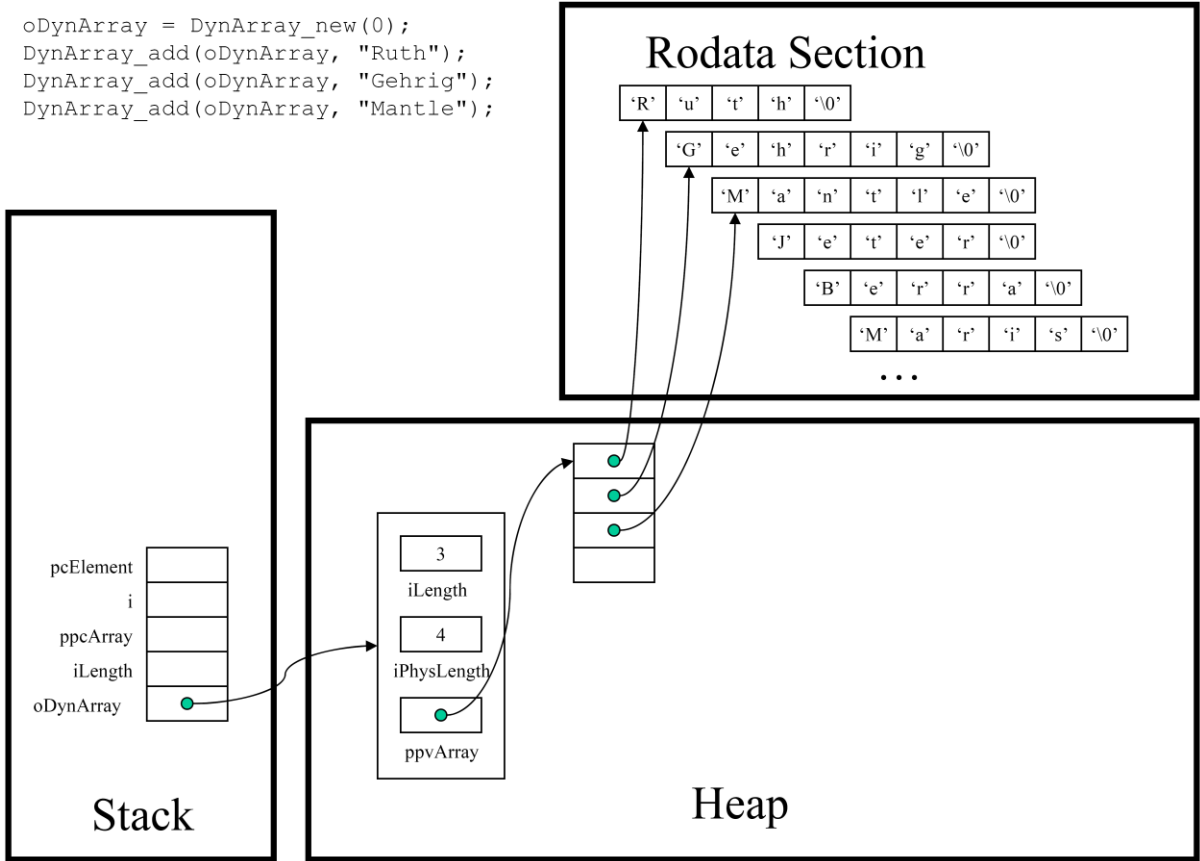 oDynArray = DynArray_new(0);
DynArray_add(oDynArray, "Ruth");
DynArray_add(oDynArray, "Gehrig");
DynArray_add(oDynArray, "Mantle");
Rodata Section
‘R’ ‘u’ ‘t’ ‘h’ ‘\0’
‘G’ ‘e’ ‘h’ ‘r’ ‘i’ ‘g’ ‘\0’
‘M’ ‘a’ ‘n’ ‘t’ ‘l’ ‘e’ ‘\0’
‘J’ ‘e’ ‘t’ ‘e’ ‘r’ ‘\0’
‘B’ ‘e’ ‘r’ ‘r’ ‘a’ ‘\0’
‘M’ ‘a’ ‘r’ ‘i’ ‘s’ ‘\0’
...
pcElement
i
ppcArray
iLength
oDynArray
Stack
3
iLength
4
iPhysLength
ppvArray
Heap